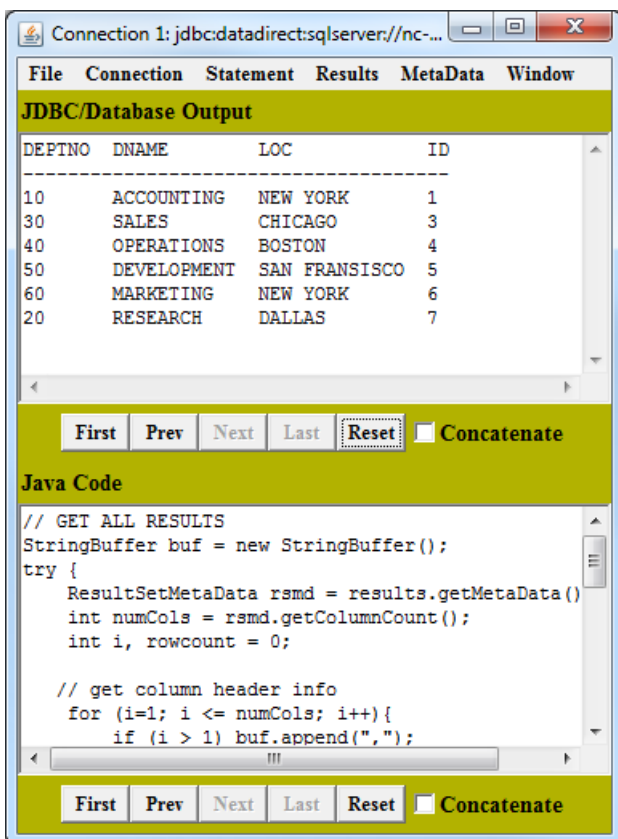 Connection 1: jdbc:datadirect:sqlserver://nc-...
File Connection Statement Results MetaData Window
JDBC/Database Output
DEPTNO DNAME LOC ID
-----------------------------------------------
10 ACCOUNTING NEW YORK 1
30 SALES CHICAGO 3
40 OPERATIONS BOSTON 4
50 DEVELOPMENT SAN FRANSISCO 5
60 MARKETING NEW YORK 6
20 RESEARCH DALLAS 7
First Prev Next Last Reset Concatenate
Java Code
// GET ALL RESULTS
StringBuffer buf = new StringBuffer();
try {
ResultSetMetaData rsmd = results.getMetaData()
int numCols = rsmd.getColumnCount();
int i, rowcount = 0;
// get column header info
for (i=1; i <= numCols; i++){
if (i > 1) buf.append(",");
First Prev Next Last Reset Concatenate